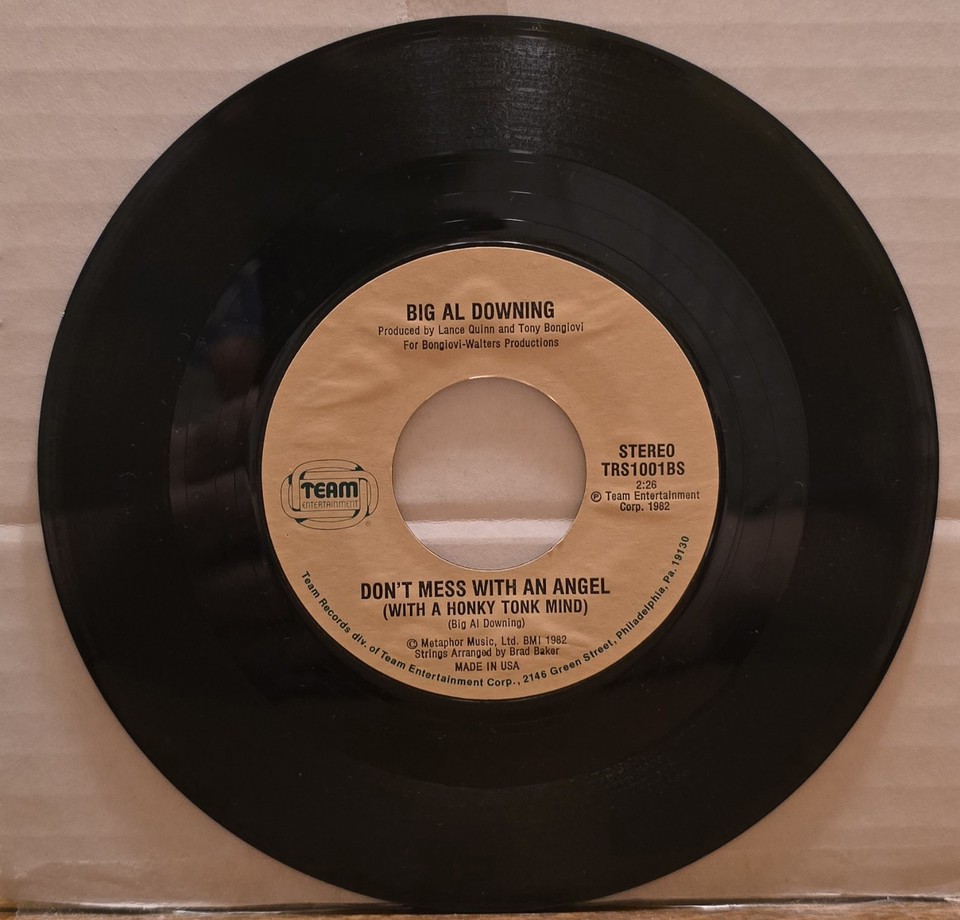 BIG AL DOWNING
Produced by Lance Quinn and Tony Bongiovi
For Bongiovi-Walters Productions
TEAM
ENTERTAINMENT
®
STEREO
TRS1001BS
2:26
℗ Team Entertainment
Corp. 1982
DON'T MESS WITH AN ANGEL
(WITH A HONKY TONK MIND)
(Big Al Downing)
© Metaphor Music, Ltd. BMI 1982
Strings Arranged by Brad Baker
MADE IN USA
Team Records div. of Team Entertainment Corp., 2146 Green Street, Philadelphia, Pa. 19130